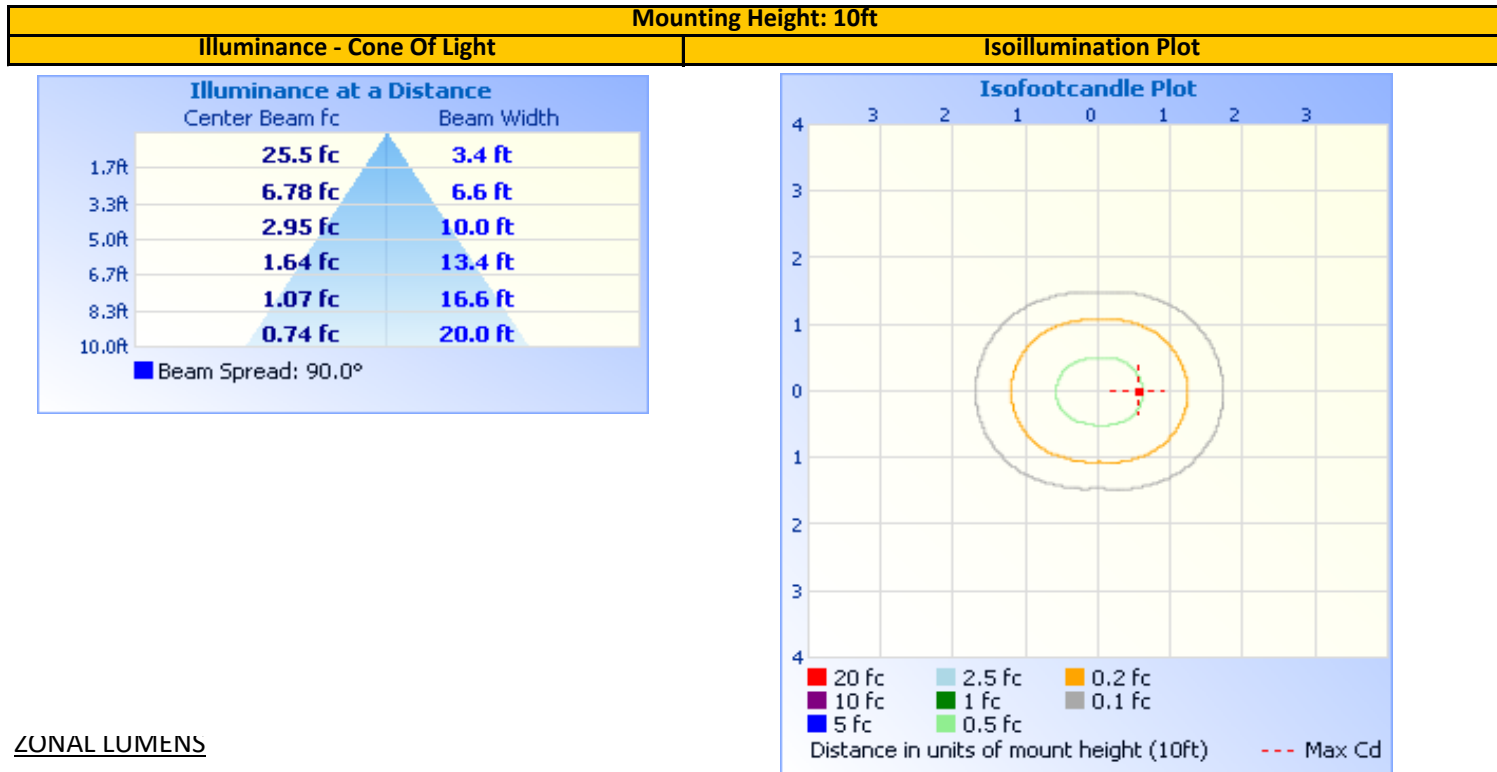 Mounting Height: 10ft
Illuminance - Cone Of Light
Isoillumination Plot
Illuminance at a Distance
Center Beam fc Beam Width
1.7ft 25.5 fc 3.4 ft
3.3ft 6.78 fc 6.6 ft
5.0ft 2.95 fc 10.0 ft
6.7ft 1.64 fc 13.4 ft
8.3ft 1.07 fc 16.6 ft
10.0ft 0.74 fc 20.0 ft
Beam Spread: 90.0°
Isofootcandle Plot
3 2 1 0 1 2 3
4
3
2
1
0
1
2
3
4
20 fc 2.5 fc 0.2 fc
10 fc 1 fc 0.1 fc
5 fc 0.5 fc
Distance in units of mount height (10ft) --- Max Cd
ZONAL LUMENS